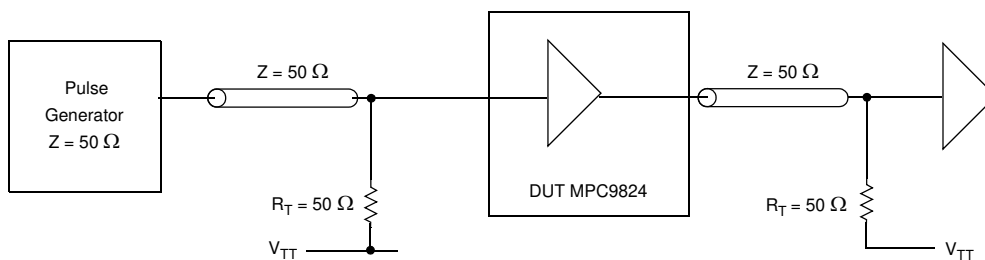 Pulse
Generator
Z = 50 Ω
Z = 50 Ω
R_T = 50 Ω
V_TT
DUT MPC9824
Z = 50 Ω
R_T = 50 Ω
V_TT